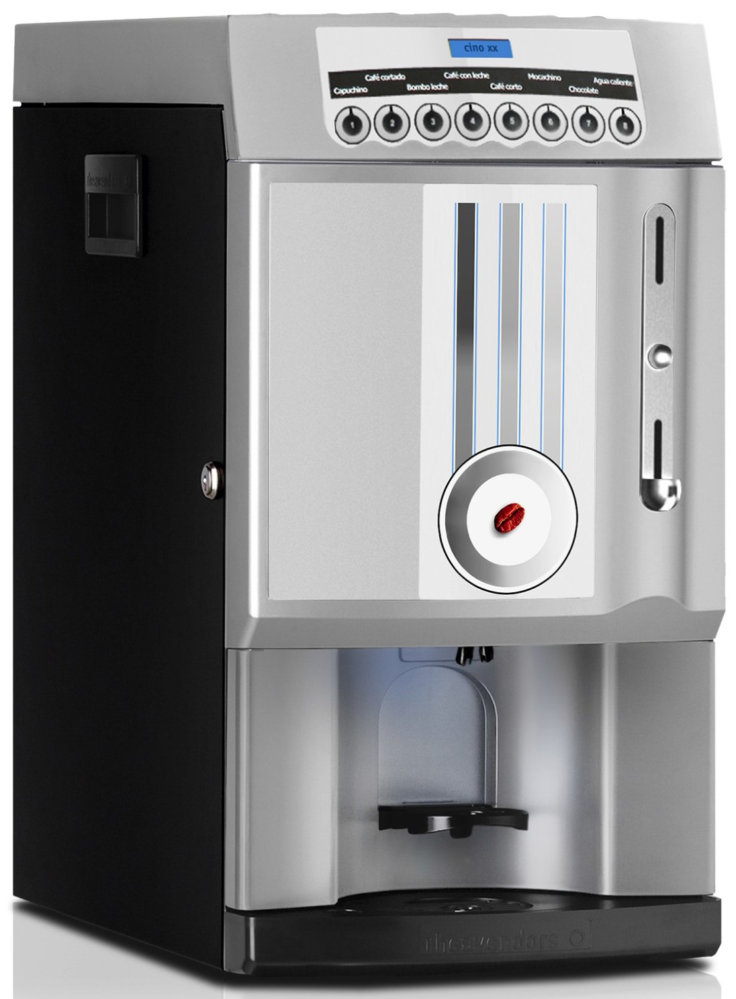 cino xx
Capuchino
Café cortado
Bombo leche
Café con leche
Café corto
Mocachino
Chocolate
Agua caliente
1 2 3 4 5 6 7 8
rheavendors
rheavendors